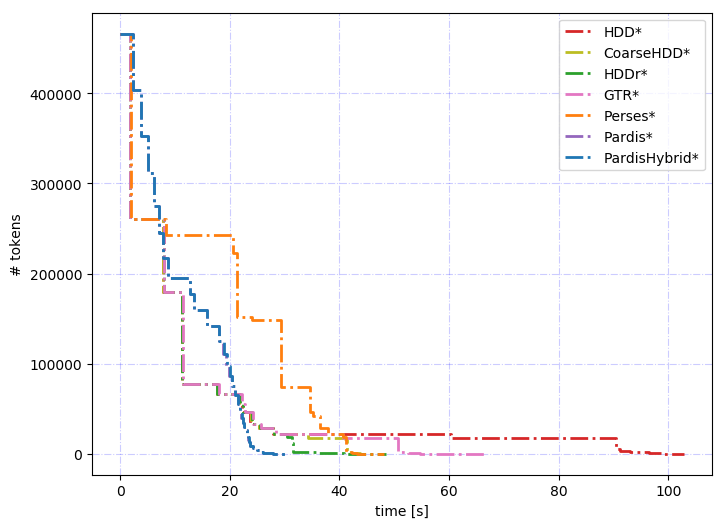 HDD*
CoarseHDD*
HDDr*
GTR*
Perses*
Pardis*
PardisHybrid*
# tokens
400000
300000
200000
100000
0
0 20 40 60 80 100
time [s]